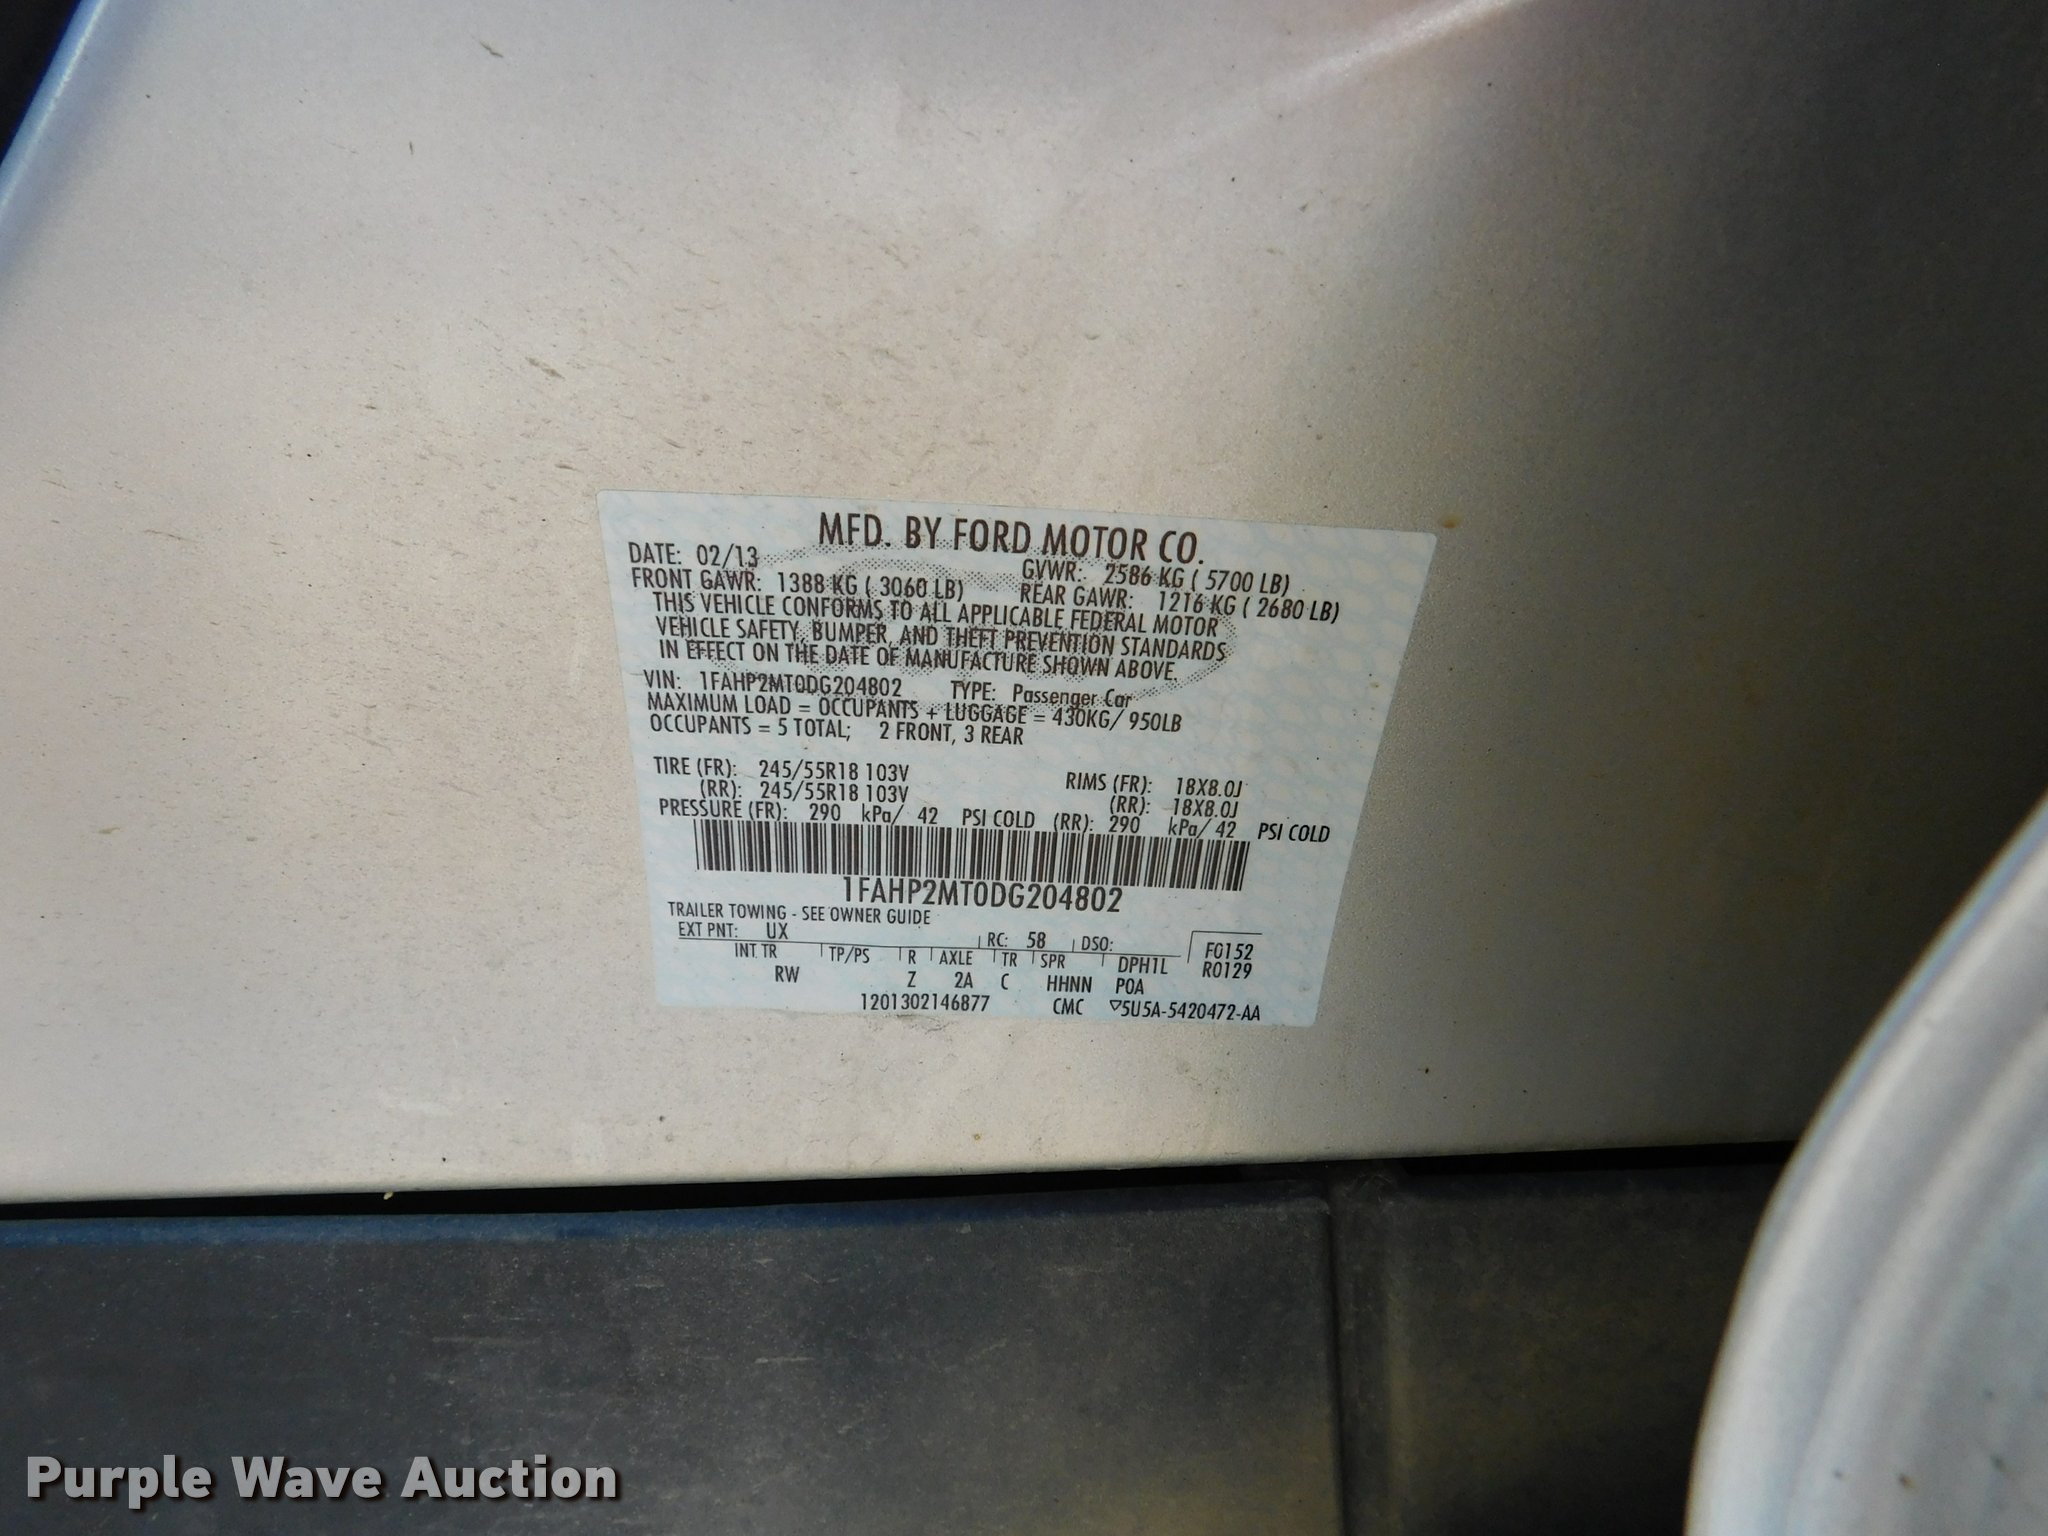 MFD. BY FORD MOTOR CO.
DATE: 02/13 GVWR: 2586 KG ( 5700 LB)
FRONT GAWR: 1388 KG ( 3060 LB) REAR GAWR: 1216 KG ( 2680 LB)
THIS VEHICLE CONFORMS TO ALL APPLICABLE FEDERAL MOTOR
VEHICLE SAFETY, BUMPER, AND THEFT PREVENTION STANDARDS
IN EFFECT ON THE DATE OF MANUFACTURE SHOWN ABOVE.
VIN: 1FAHP2MT0DG204802 TYPE: Passenger Car
MAXIMUM LOAD = OCCUPANTS + LUGGAGE = 430KG/ 950LB
OCCUPANTS = 5 TOTAL; 2 FRONT, 3 REAR
TIRE (FR): 245/55R18 103V RIMS (FR): 18X8.0J
(RR): 245/55R18 103V (RR): 18X8.0J
PRESSURE (FR): 290 kPa/ 42 PSI COLD (RR): 290 kPa/ 42 PSI COLD
1FAHP2MT0DG204802
TRAILER TOWING - SEE OWNER GUIDE
EXT PNT: UX RC: 58 DSO: F0152
INT TR TP/PS R AXLE TR SPR DPH1L R0129
RW Z 2A C HHNN POA
1201302146877 CMC ▽5U5A-5420472-AA
Purple Wave Auction